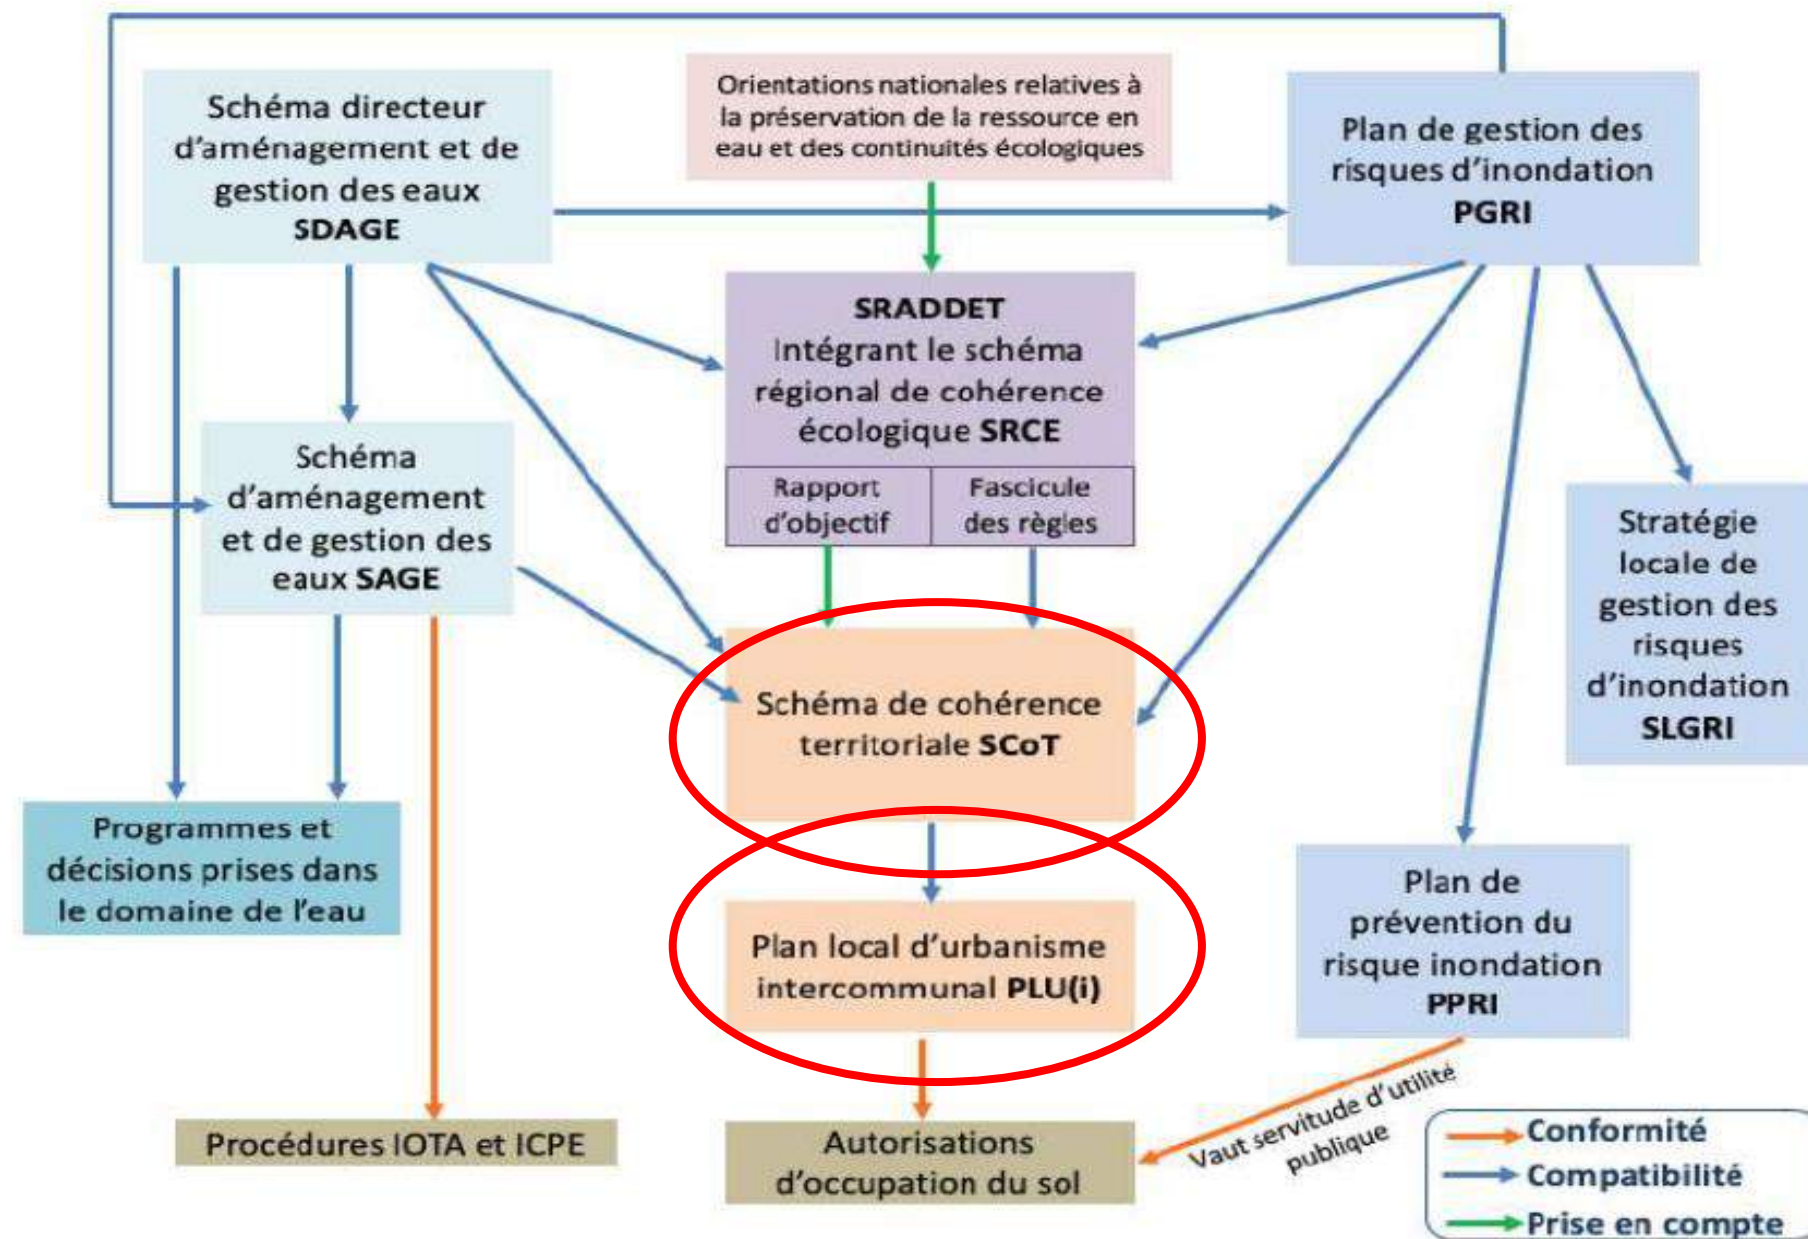 Schéma directeur
d'aménagement et de
gestion des eaux
SDAGE
Orientations nationales relatives à
la préservation de la ressource en
eau et des continuités écologiques
Plan de gestion des
risques d'inondation
PGRI
SRADDET
Intégrant le schéma
régional de cohérence
écologique SRCE
Rapport
d'objectif
Fascicule
des règles
Schéma
d'aménagement
et de gestion des
eaux SAGE
Stratégie
locale de
gestion des
risques
d'inondation
SLGRI
Schéma de cohérence
territoriale SCoT
Programmes et
décisions prises dans
le domaine de l'eau
Plan local d'urbanisme
intercommunal PLU(i)
Plan de
prévention du
risque inondation
PPRI
Vaut servitude d'utilité
publique
Procédures IOTA et ICPE
Autorisations
d'occupation du sol
Conformité
Compatibilité
Prise en compte